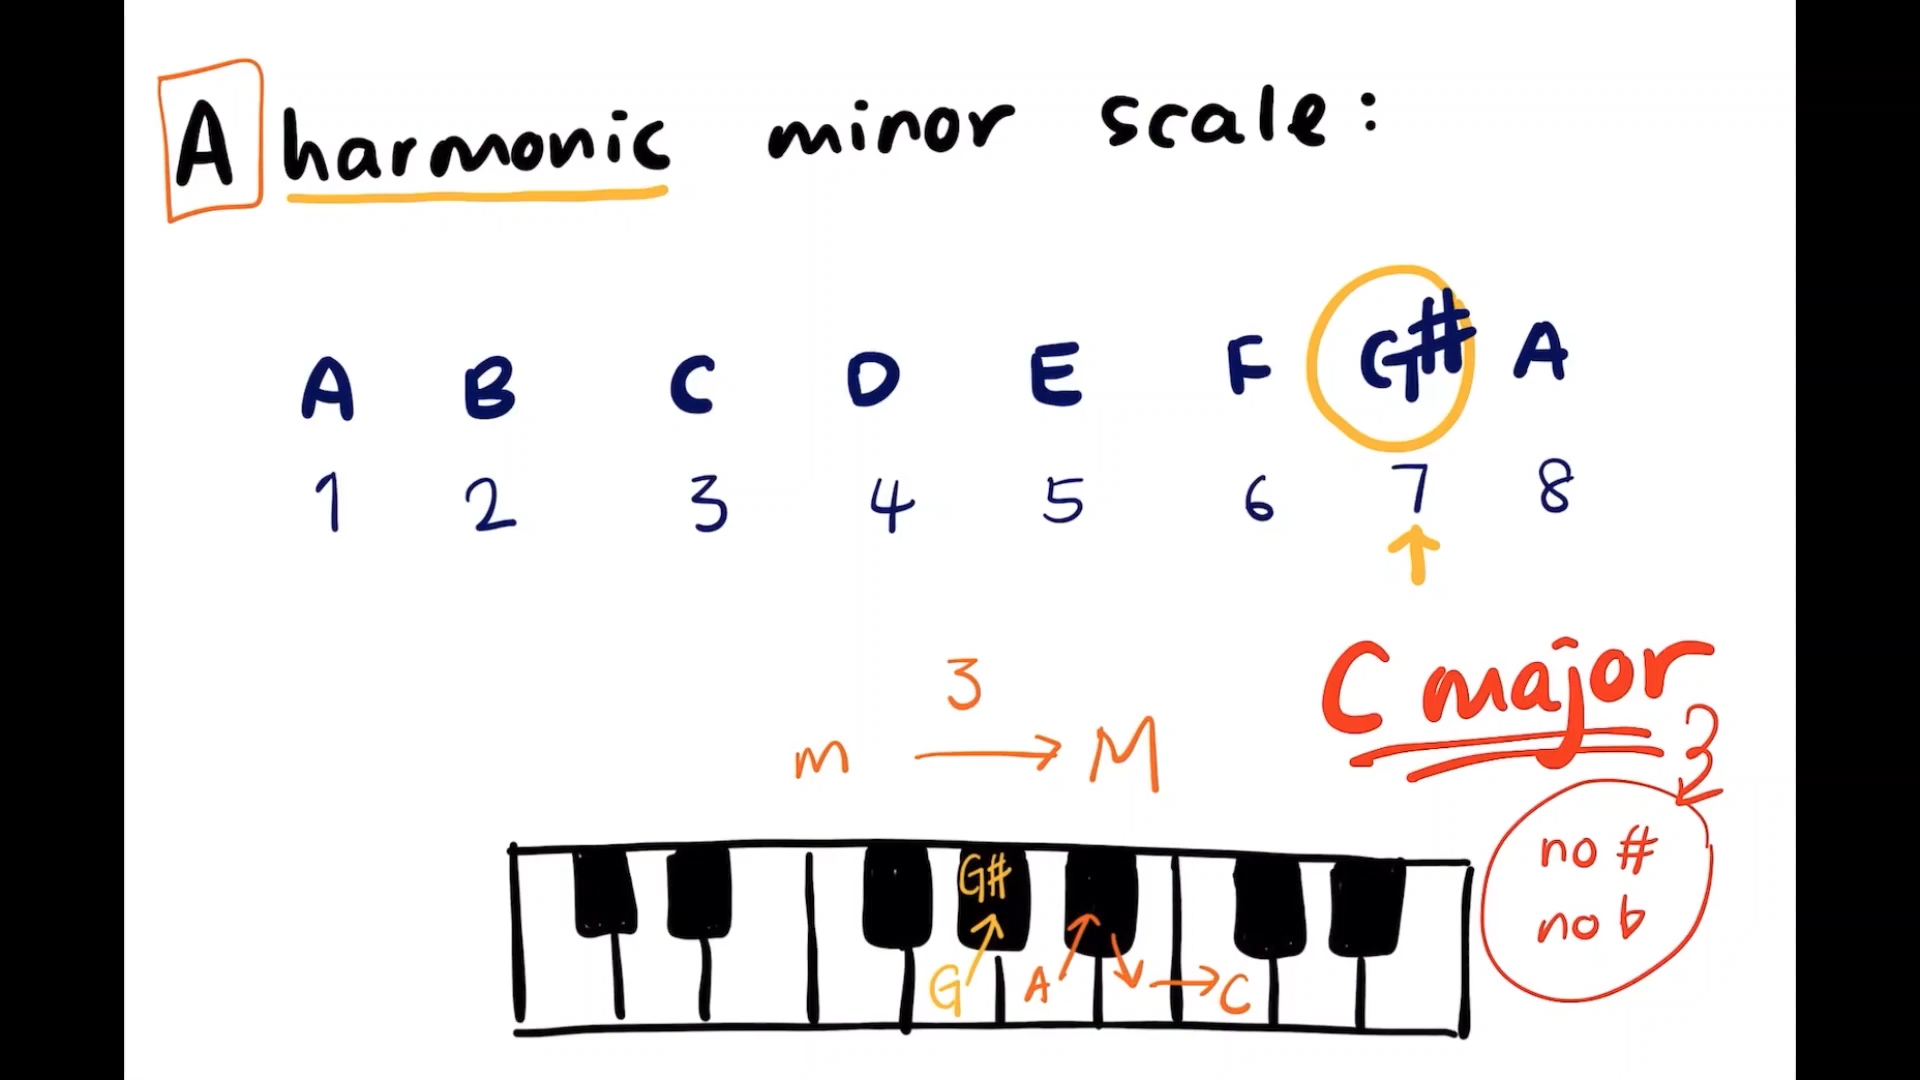 A harmonic minor scale:
A B C D E F G# A
1 2 3 4 5 6 7 8
3
m → M
C major
no #
no b
G#
G A C